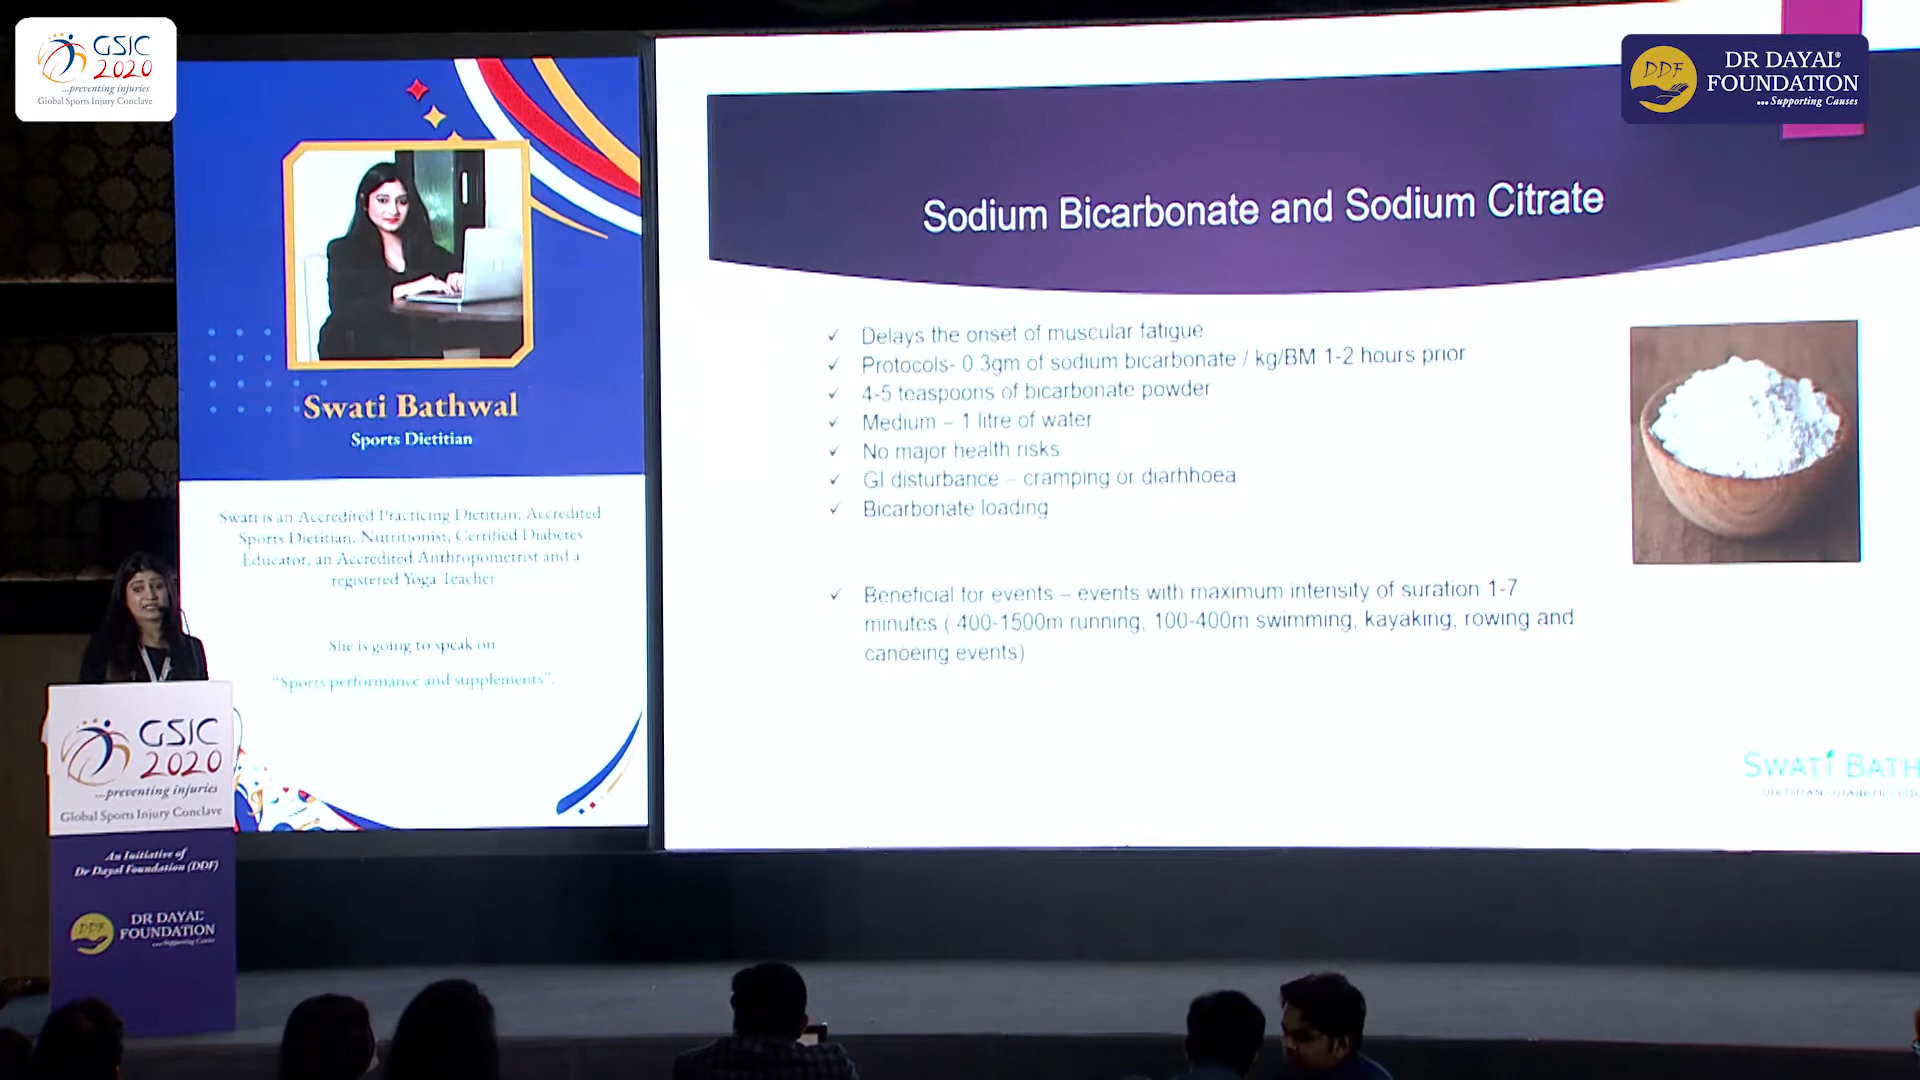 GSIC
2020
...preventing injuries
Global Sports Injury Conclave
DDF
DR DAYAL®
FOUNDATION
... Supporting Causes
Swati Bathwal
Sports Dietitian
Swati is an Accredited Practicing Dietitian, Accredited
Sports Dietitian, Nutritionist, Certified Diabetes
Educator, an Accredited Anthropometrist and a
registered Yoga Teacher
She is going to speak on
“Sports performance and supplements”.
Sodium Bicarbonate and Sodium Citrate
✓ Delays the onset of muscular fatigue
✓ Protocols- 0.3gm of sodium bicarbonate / kg/BM 1-2 hours prior
✓ 4-5 teaspoons of bicarbonate powder
✓ Medium – 1 litre of water
✓ No major health risks
✓ GI disturbance – cramping or diarhhoea
✓ Bicarbonate loading
✓ Beneficial for events – events with maximum intensity of suration 1-7
minutes ( 400-1500m running, 100-400m swimming, kayaking, rowing and
canoeing events)
SWATI BATH
GSIC
2020
...preventing injuries
Global Sports Injury Conclave
An Initiative of
Dr Dayal Foundation (DDF)
DDF
DR DAYAL®
FOUNDATION
... Supporting Causes